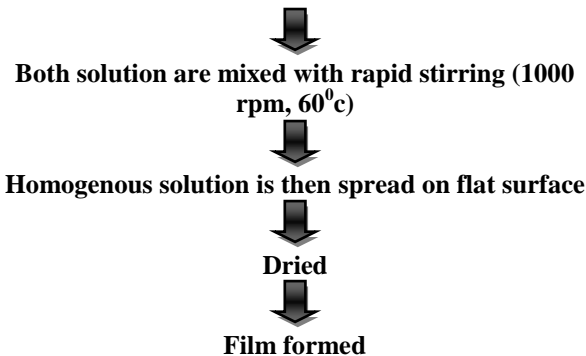 Both solution are mixed with rapid stirring (1000
rpm, 60⁰c)
Homogenous solution is then spread on flat surface
Dried
Film formed